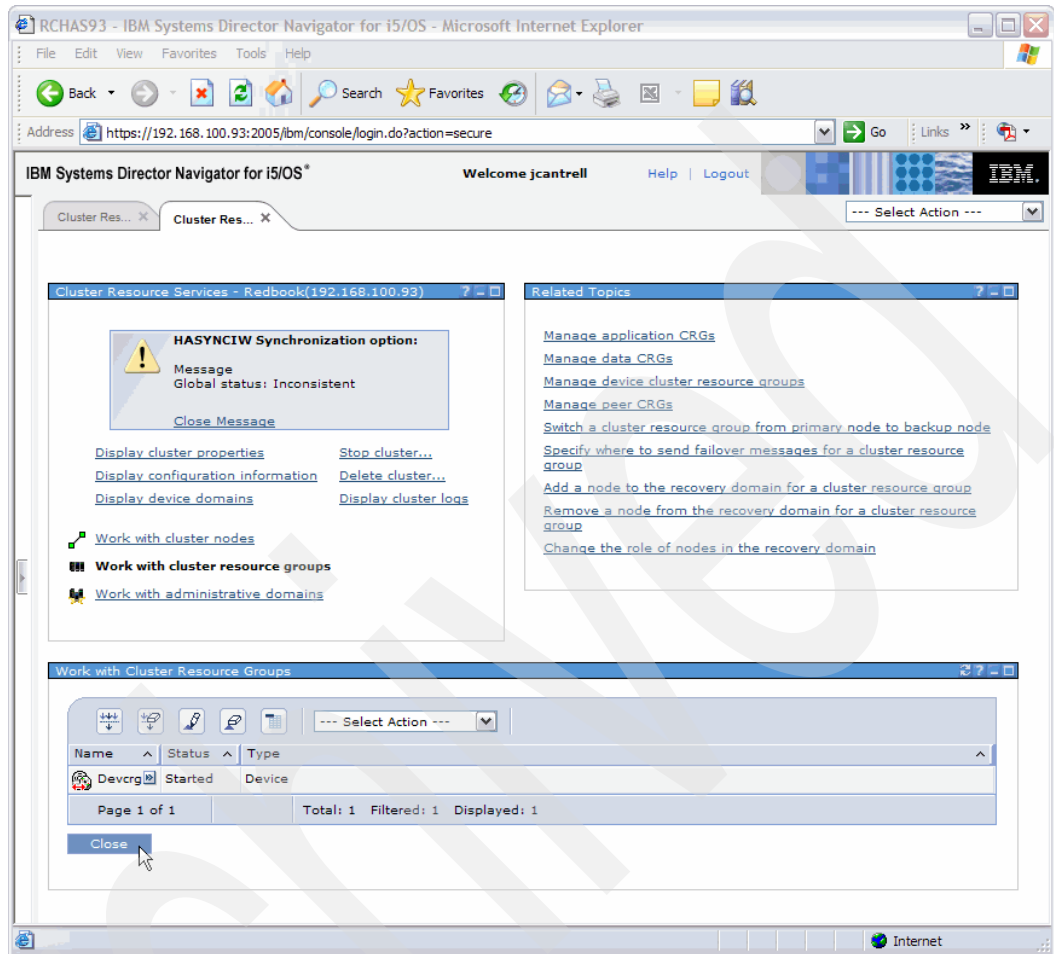 RCHAS93 - IBM Systems Director Navigator for i5/OS - Microsoft Internet Explorer
File Edit View Favorites Tools Help
Back Search Favorites
Address https://192.168.100.93:2005/ibm/console/login.do?action=secure Go Links »
IBM Systems Director Navigator for i5/OS® Welcome jcantrell Help | Logout IBM.
Cluster Res... × Cluster Res... × --- Select Action ---
Cluster Resource Services - Redbook(192.168.100.93) ?
HASYNCIW Synchronization option:
Message
Global status: Inconsistent
Close Message
Display cluster properties Stop cluster...
Display configuration information Delete cluster...
Display device domains Display cluster logs
Work with cluster nodes
Work with cluster resource groups
Work with administrative domains
Related Topics ?
Manage application CRGs
Manage data CRGs
Manage device cluster resource groups
Manage peer CRGs
Switch a cluster resource group from primary node to backup node
Specify where to send failover messages for a cluster resource
group
Add a node to the recovery domain for a cluster resource group
Remove a node from the recovery domain for a cluster resource
group
Change the role of nodes in the recovery domain
Work with Cluster Resource Groups ?
--- Select Action ---
Name Status Type
Devcrg Started Device
Page 1 of 1 Total: 1 Filtered: 1 Displayed: 1
Close
Internet